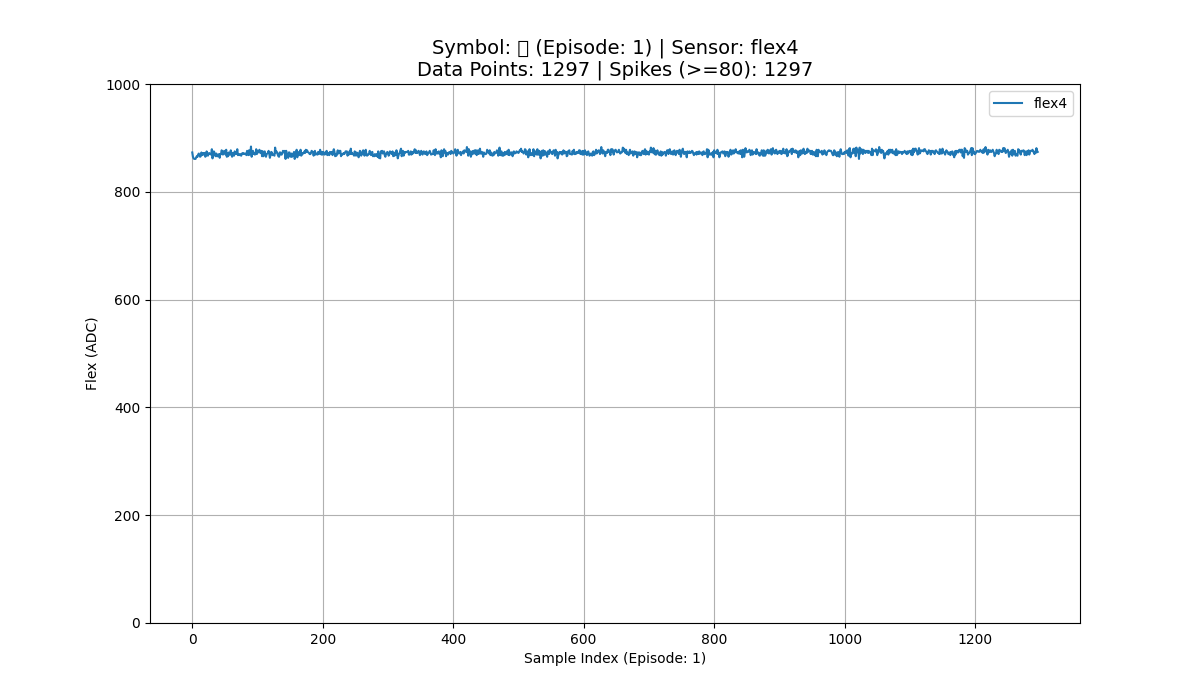 Symbol: (Episode: 1) | Sensor: flex4
Data Points: 1297 | Spikes (>=80): 1297
flex4
1000
800
600
400
200
0
Flex (ADC)
0 200 400 600 800 1000 1200
Sample Index (Episode: 1)